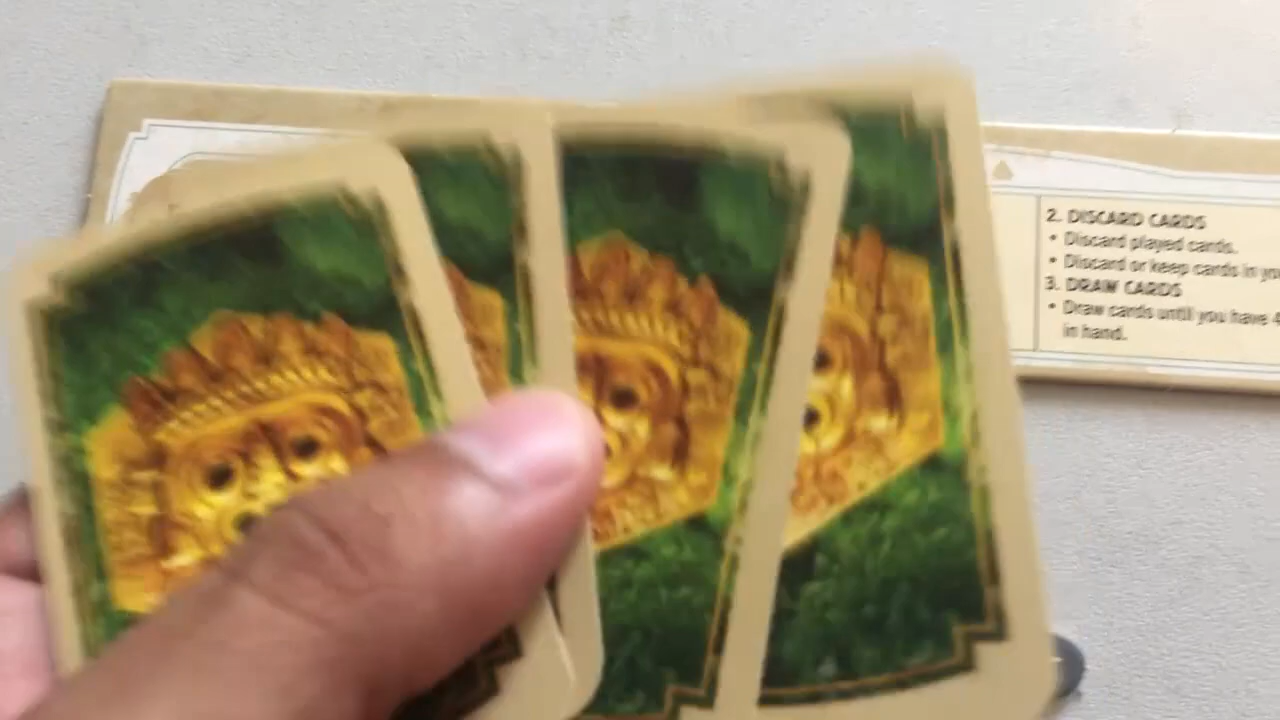 2. DISCARD CARDS
• Discard played cards.
• Discard or keep cards in
3. DRAW CARDS
• Draw cards until you have 4
in hand.